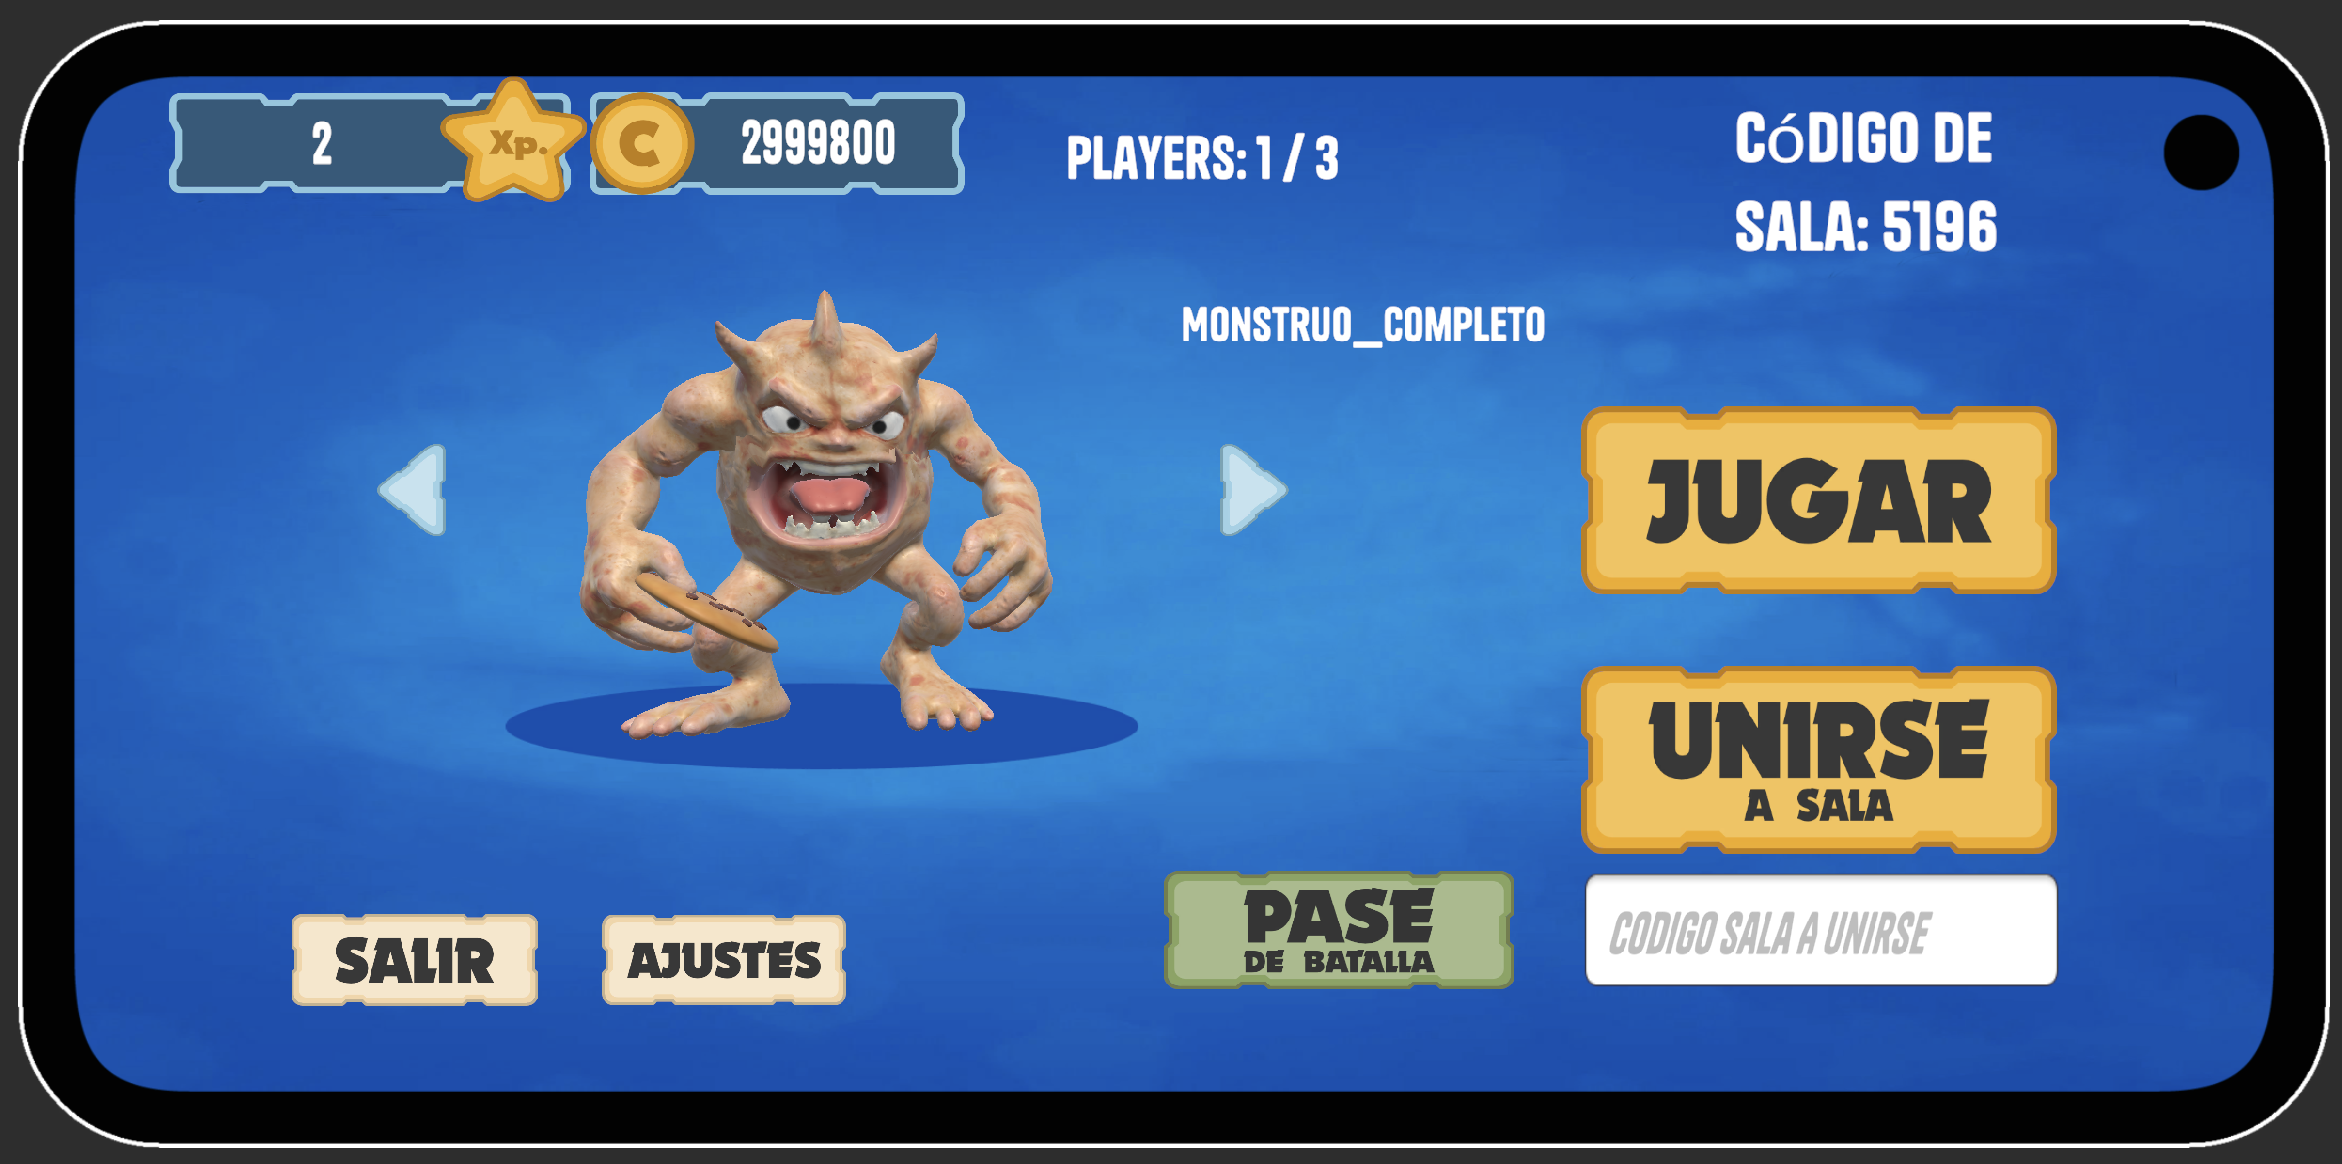 2
Xp.
C
2999800
PLAYERS: 1 / 3
CóDIGO DE
SALA: 5196
MONSTRUO_COMPLETO
JUGAR
UNIRSE
A SALA
PASE
DE BATALLA
CODIGO SALA A UNIRSE
SALIR
AJUSTES